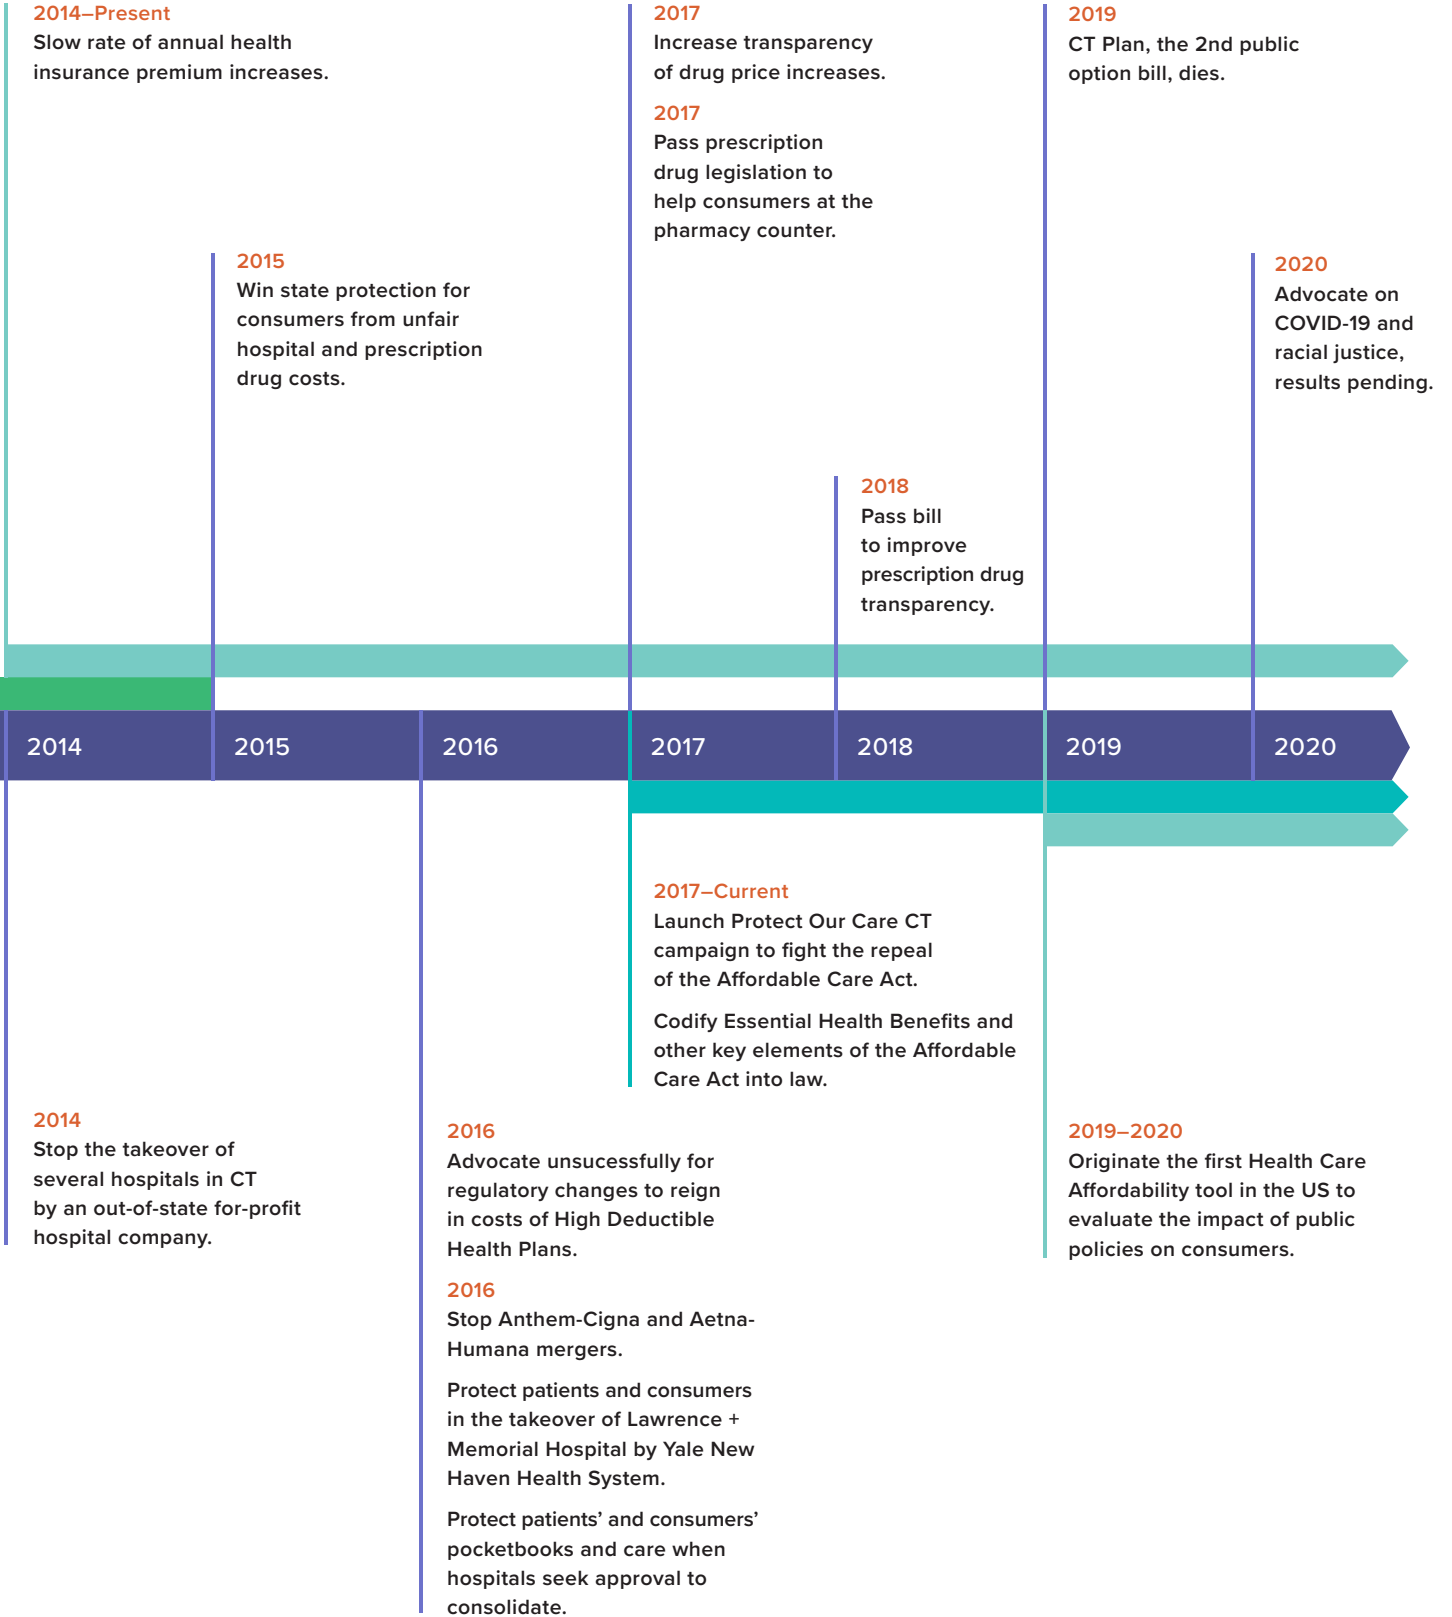 2014–Present
Slow rate of annual health
insurance premium increases.
2017
Increase transparency
of drug price increases.
2017
Pass prescription
drug legislation to
help consumers at the
pharmacy counter.
2019
CT Plan, the 2nd public
option bill, dies.
2015
Win state protection for
consumers from unfair
hospital and prescription
drug costs.
2020
Advocate on
COVID-19 and
racial justice,
results pending.
2018
Pass bill
to improve
prescription drug
transparency.
2014 2015 2016 2017 2018 2019 2020
2017–Current
Launch Protect Our Care CT
campaign to fight the repeal
of the Affordable Care Act.
Codify Essential Health Benefits and
other key elements of the Affordable
Care Act into law.
2014
Stop the takeover of
several hospitals in CT
by an out-of-state for-profit
hospital company.
2016
Advocate unsucessfully for
regulatory changes to reign
in costs of High Deductible
Health Plans.
2016
Stop Anthem-Cigna and Aetna-
Humana mergers.
Protect patients and consumers
in the takeover of Lawrence +
Memorial Hospital by Yale New
Haven Health System.
Protect patients’ and consumers’
pocketbooks and care when
hospitals seek approval to
consolidate.
2019–2020
Originate the first Health Care
Affordability tool in the US to
evaluate the impact of public
policies on consumers.